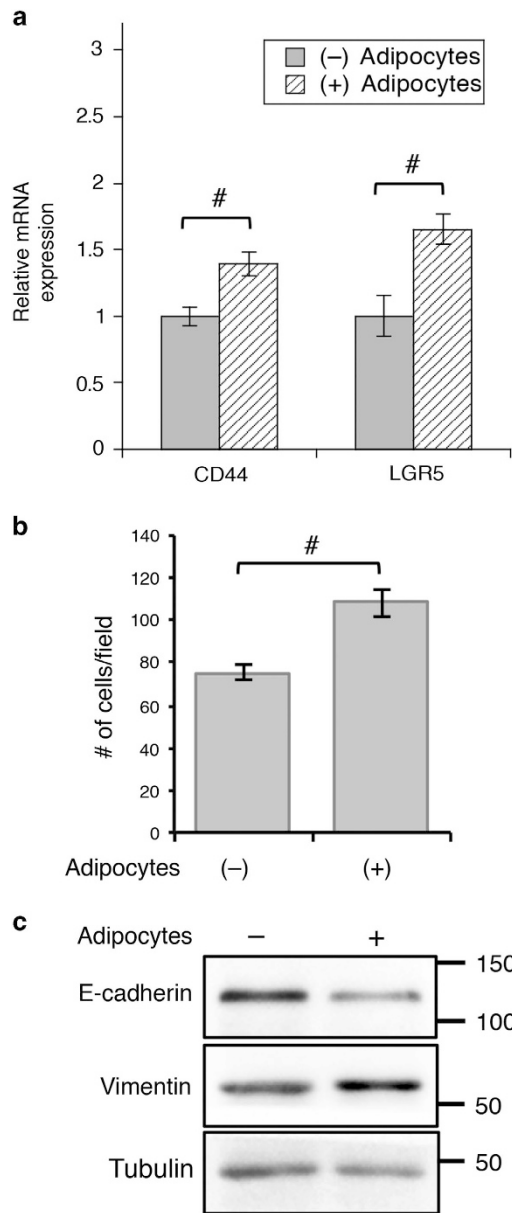 a
3
2.5
2
1.5
1
0.5
0
Relative mRNA
expression
(−) Adipocytes
(+) Adipocytes
#
#
CD44
LGR5
b
140
120
100
80
60
40
20
0
# of cells/field
#
Adipocytes (−) (+)
c
Adipocytes − +
E-cadherin
150
100
Vimentin
50
Tubulin
50